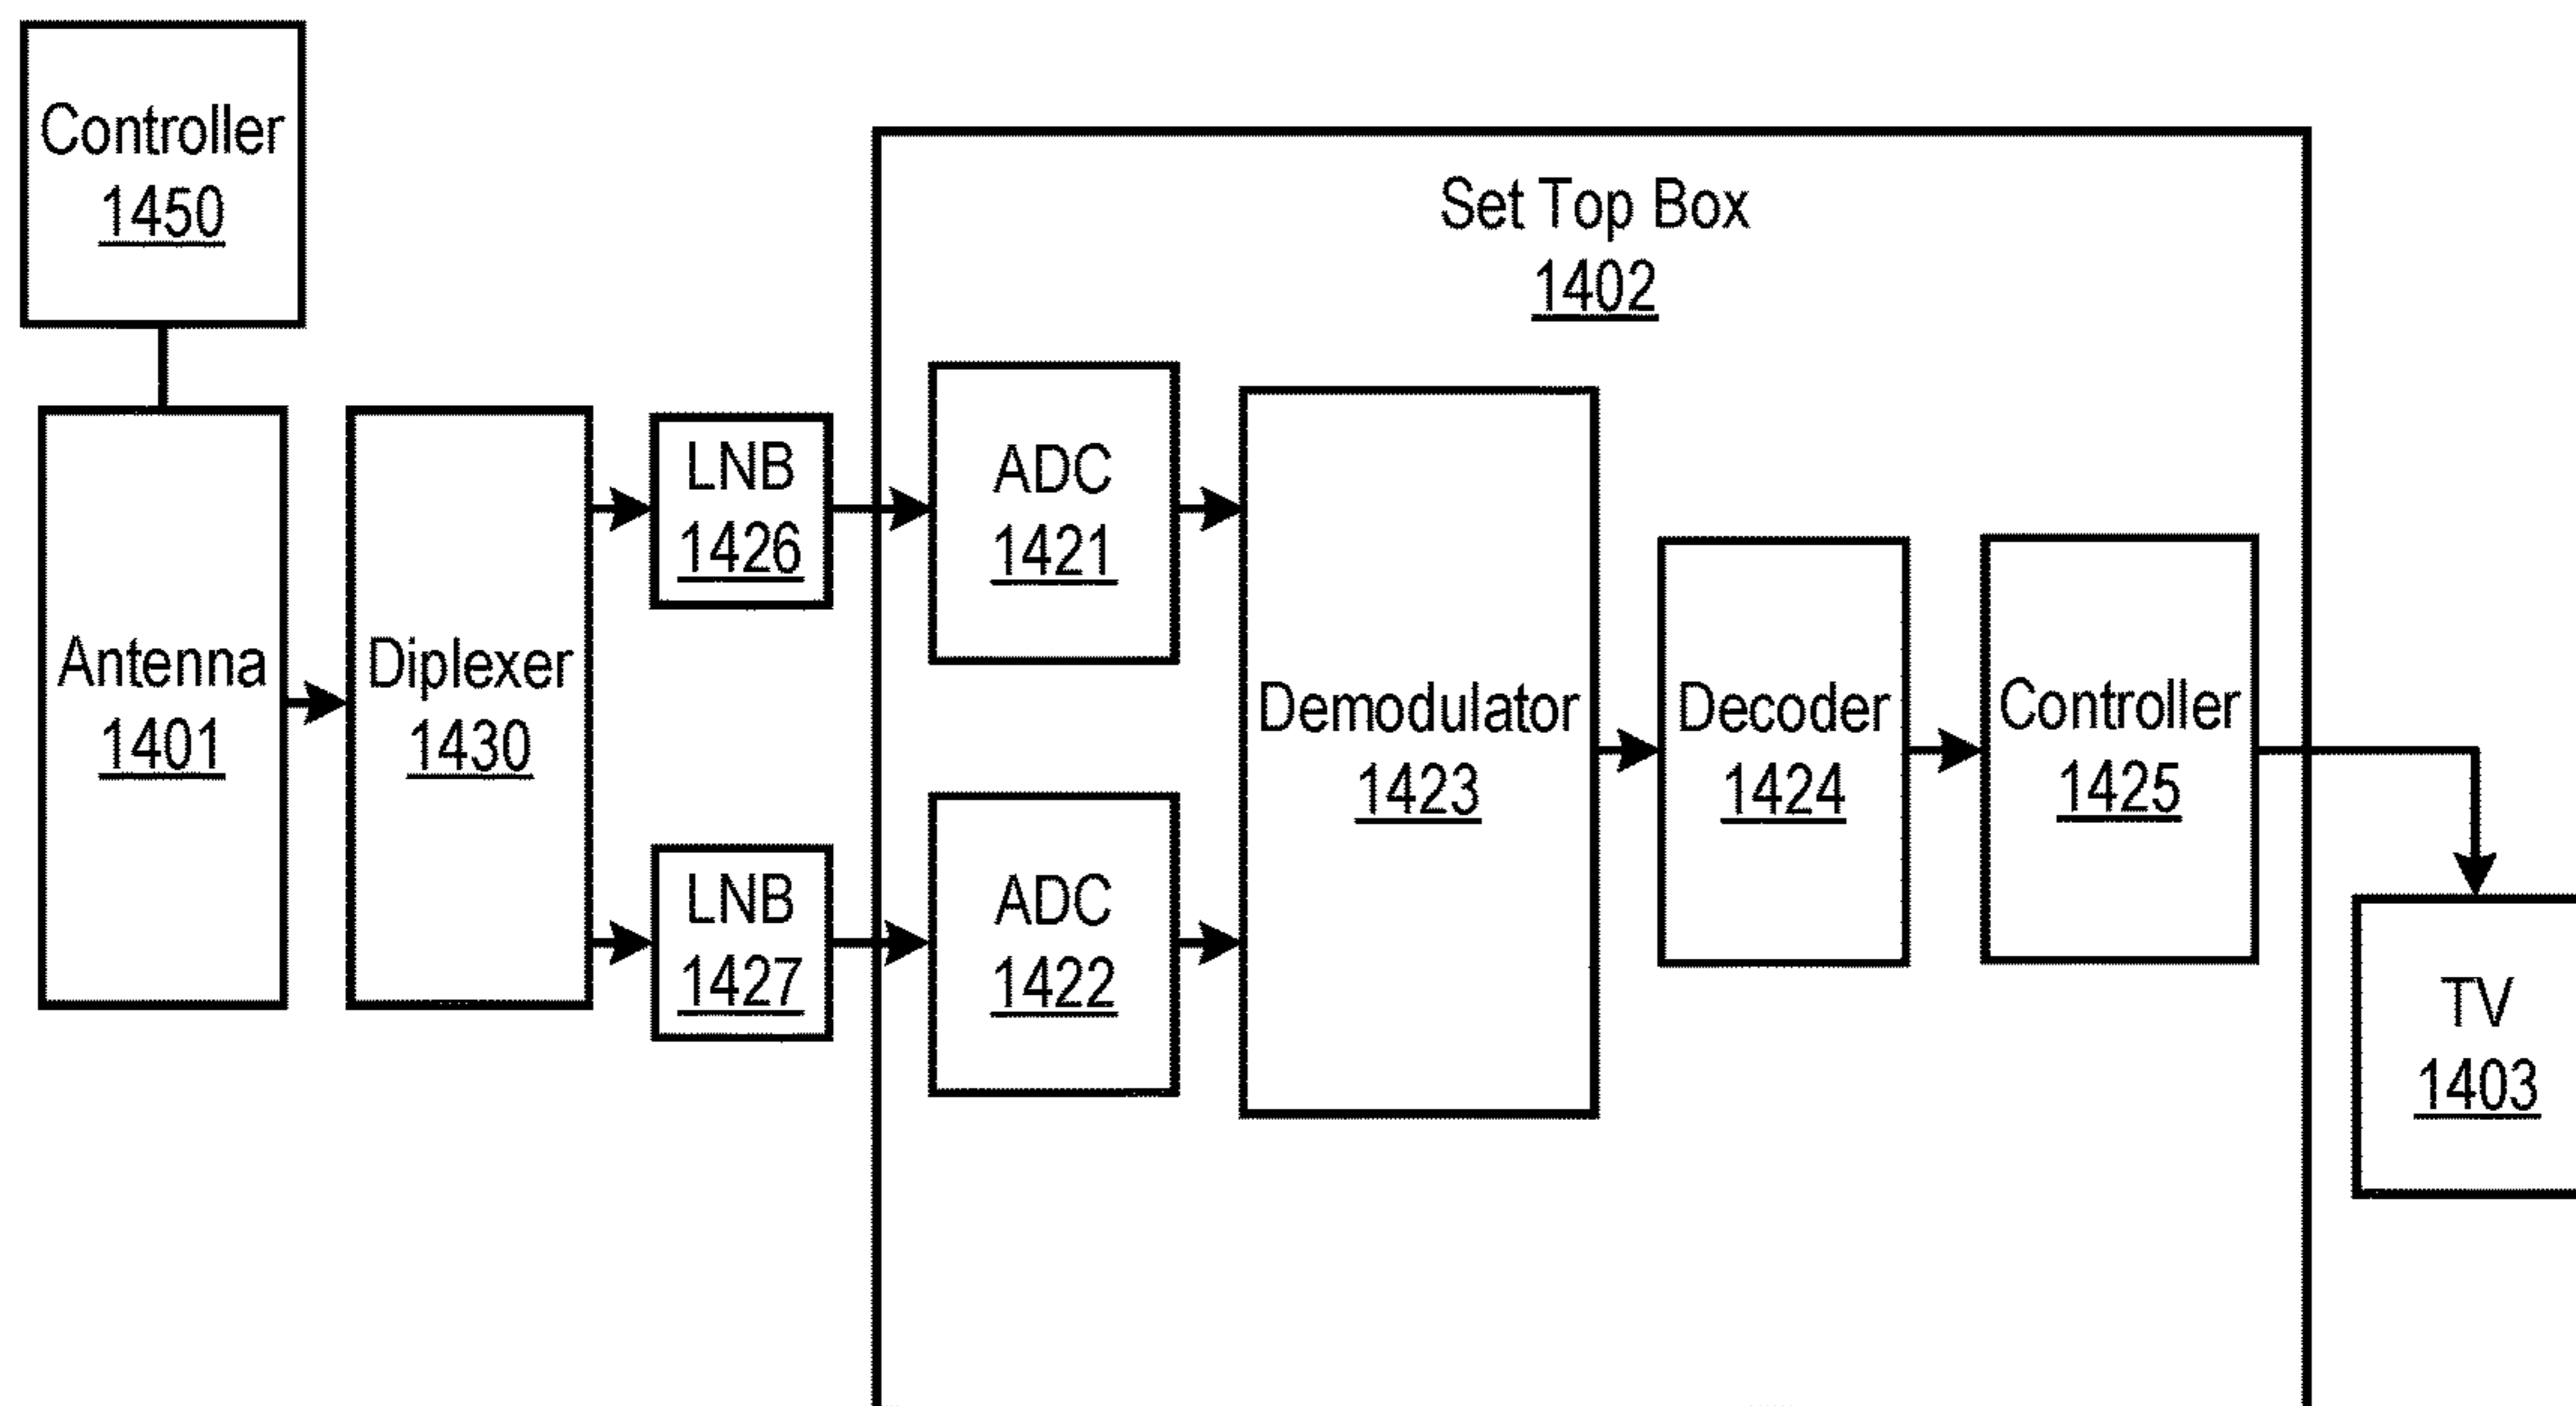 Controller
1450
Set Top Box
1402
Antenna
1401
Diplexer
1430
LNB
1426
LNB
1427
ADC
1421
ADC
1422
Demodulator
1423
Decoder
1424
Controller
1425
TV
1403